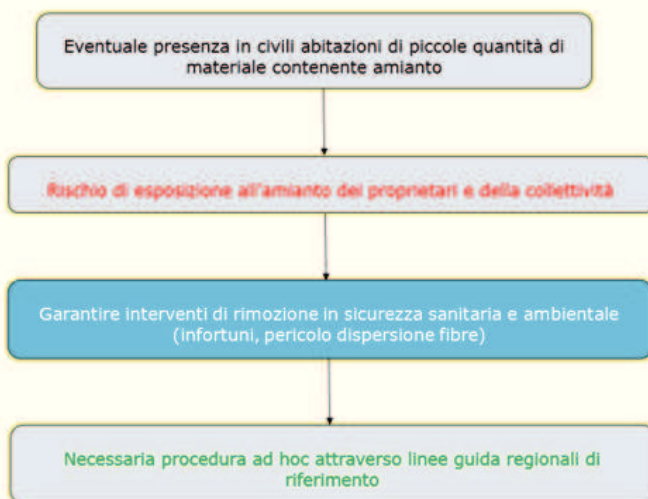 Eventuale presenza in civili abitazioni di piccole quantità di
materiale contenente amianto
Rischio di esposizione all'amianto dei proprietari e della collettività
Garantire interventi di rimozione in sicurezza sanitaria e ambientale
(infortuni, pericolo dispersione fibre)
Necessaria procedura ad hoc attraverso linee guida regionali di
riferimento